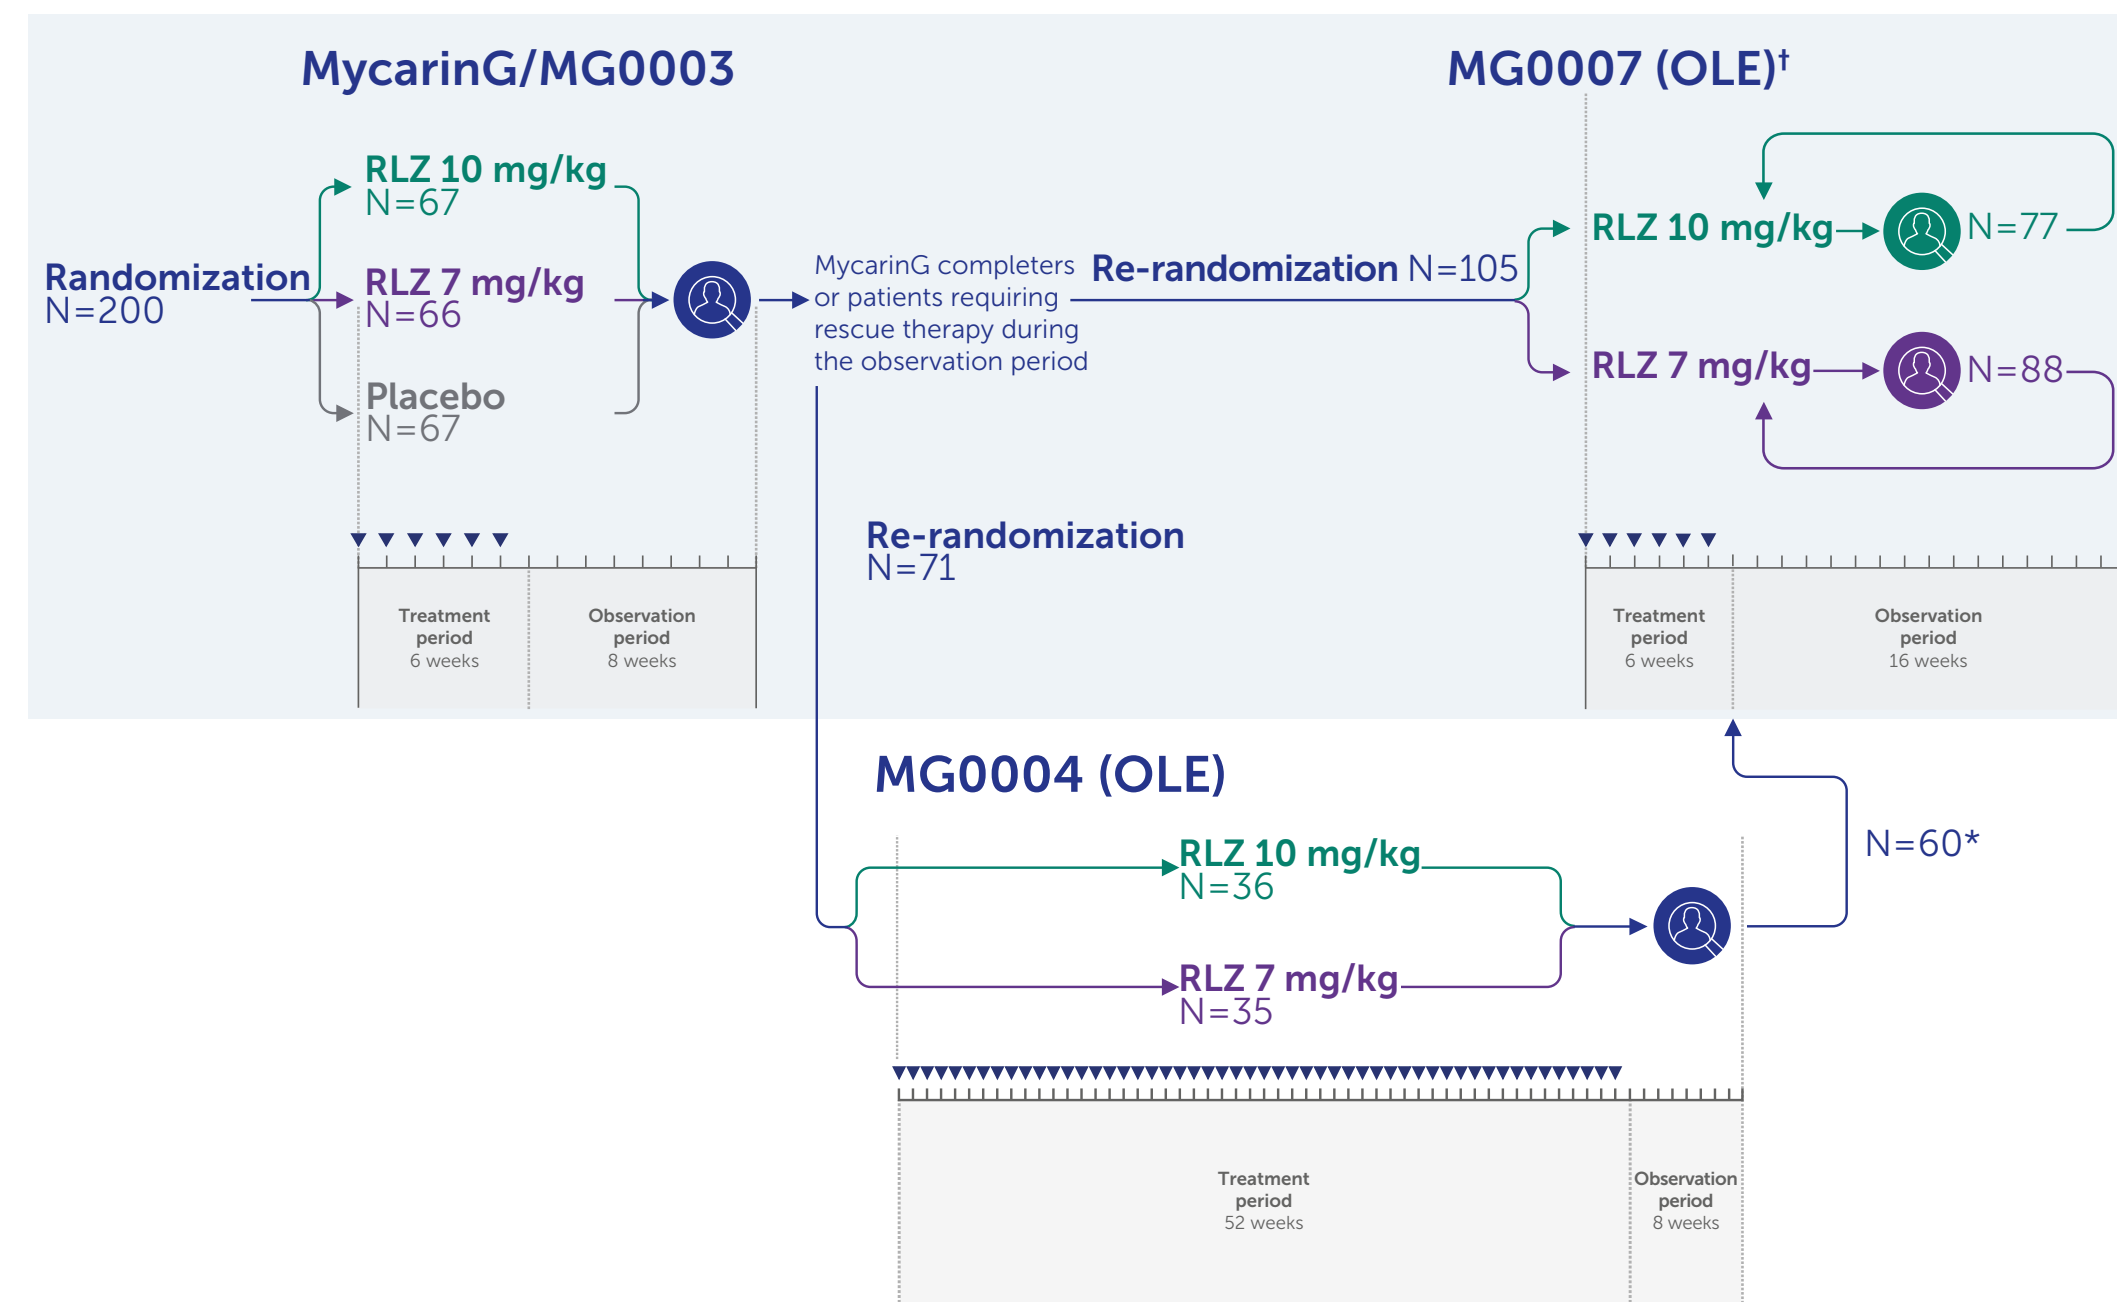 MycarinG/MG0003
MG0007 (OLE)†
RLZ 10 mg/kg
N=67
Randomization
N=200
RLZ 7 mg/kg
N=66
Placebo
N=67
MycarinG completers
or patients requiring
rescue therapy during
the observation period
Re-randomization N=105
RLZ 10 mg/kg
N=77
RLZ 7 mg/kg
N=88
Re-randomization
N=71
Treatment
period
6 weeks
Observation
period
8 weeks
Treatment
period
6 weeks
Observation
period
16 weeks
MG0004 (OLE)
RLZ 10 mg/kg
N=36
RLZ 7 mg/kg
N=35
N=60*
Treatment
period
52 weeks
Observation
period
8 weeks